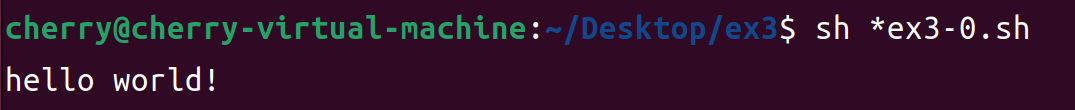 cherry@cherry-virtual-machine:~/Desktop/ex3$ sh *ex3-0.sh
hello world!